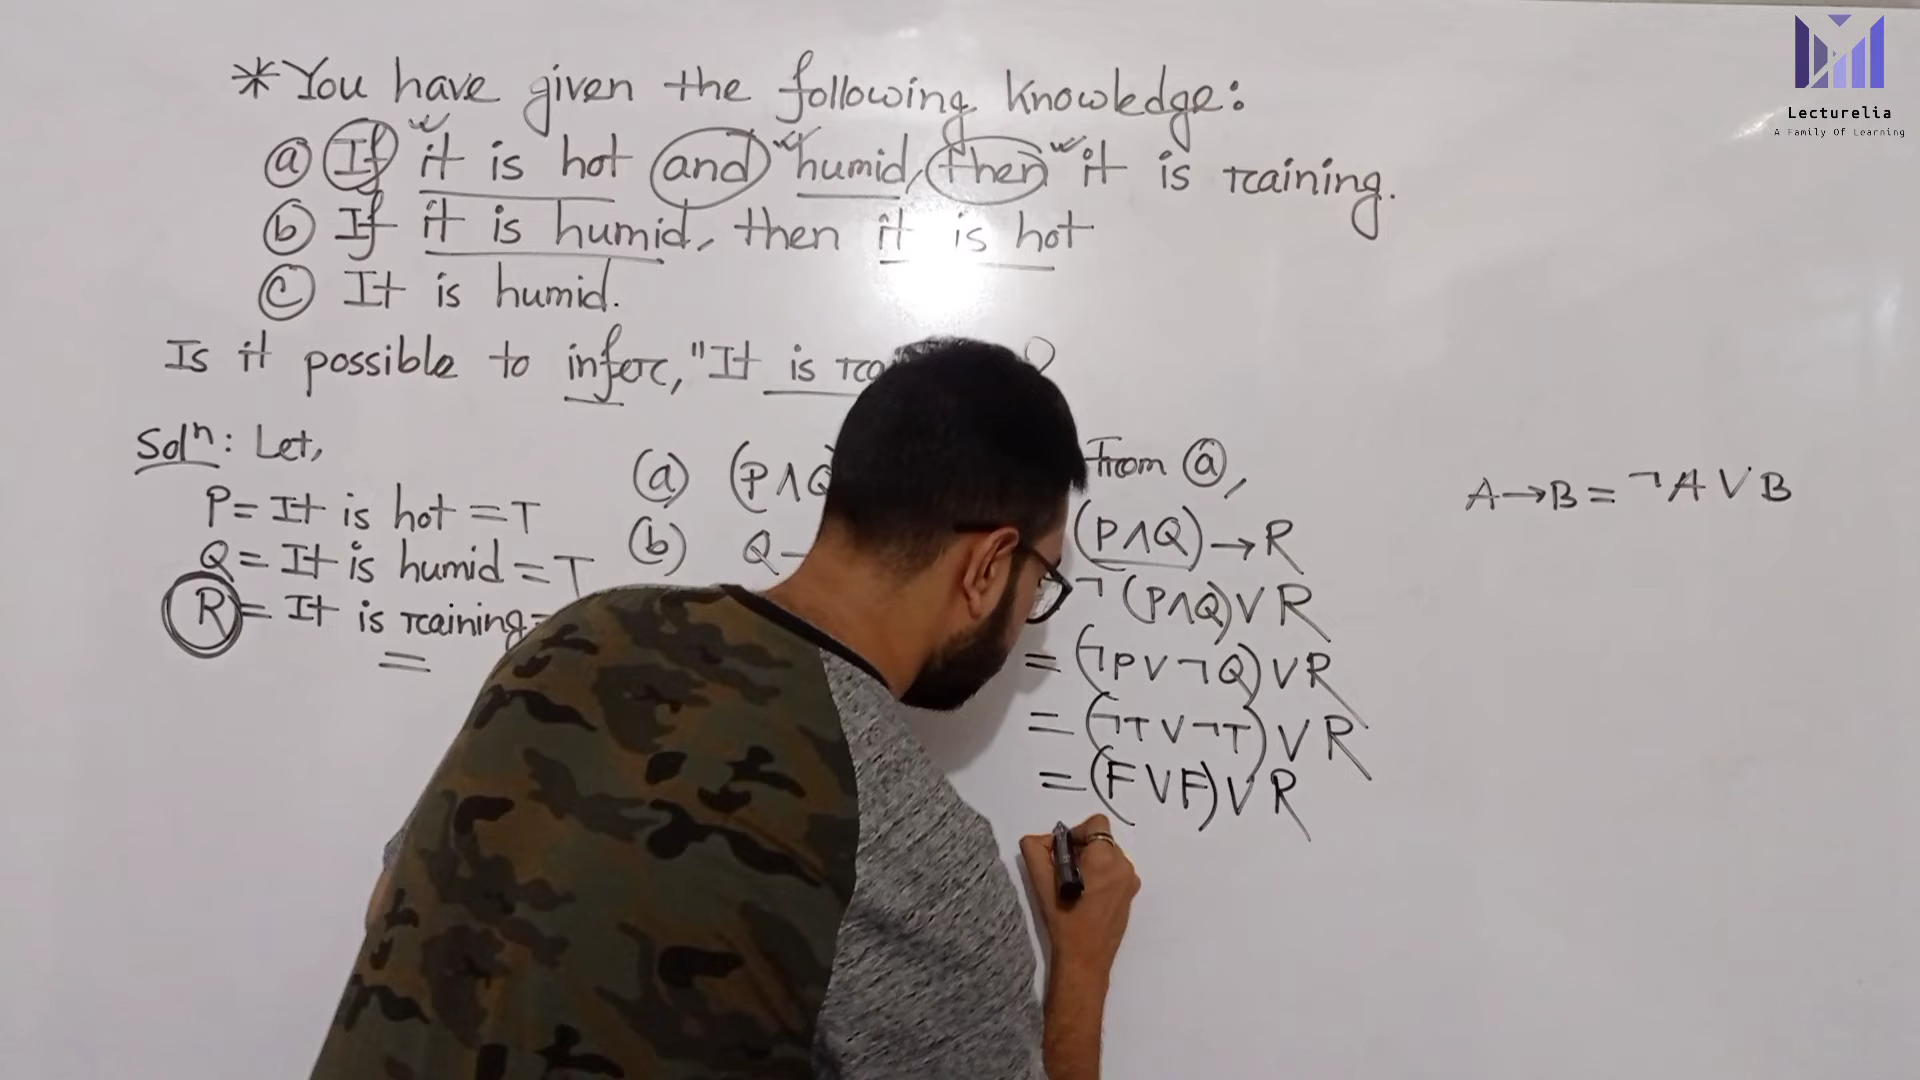 *You have given the following knowledge:
(a) If it is hot and humid, then it is raining.
(b) If it is humid, then it is hot
(c) It is humid.
Is it possible to infer, "It is ?
Solⁿ: Let,
P = It is hot = T
Q = It is humid = T
R = It is raining =
(a) (P∧Q
(b) Q
From (a),
(P∧Q)→R
¬(P∧Q)∨R
= (¬P∨¬Q)∨R
= (¬T∨¬T)∨R
= (F∨F)∨R
A→B = ¬A∨B
Lecturelia
A Family Of Learning